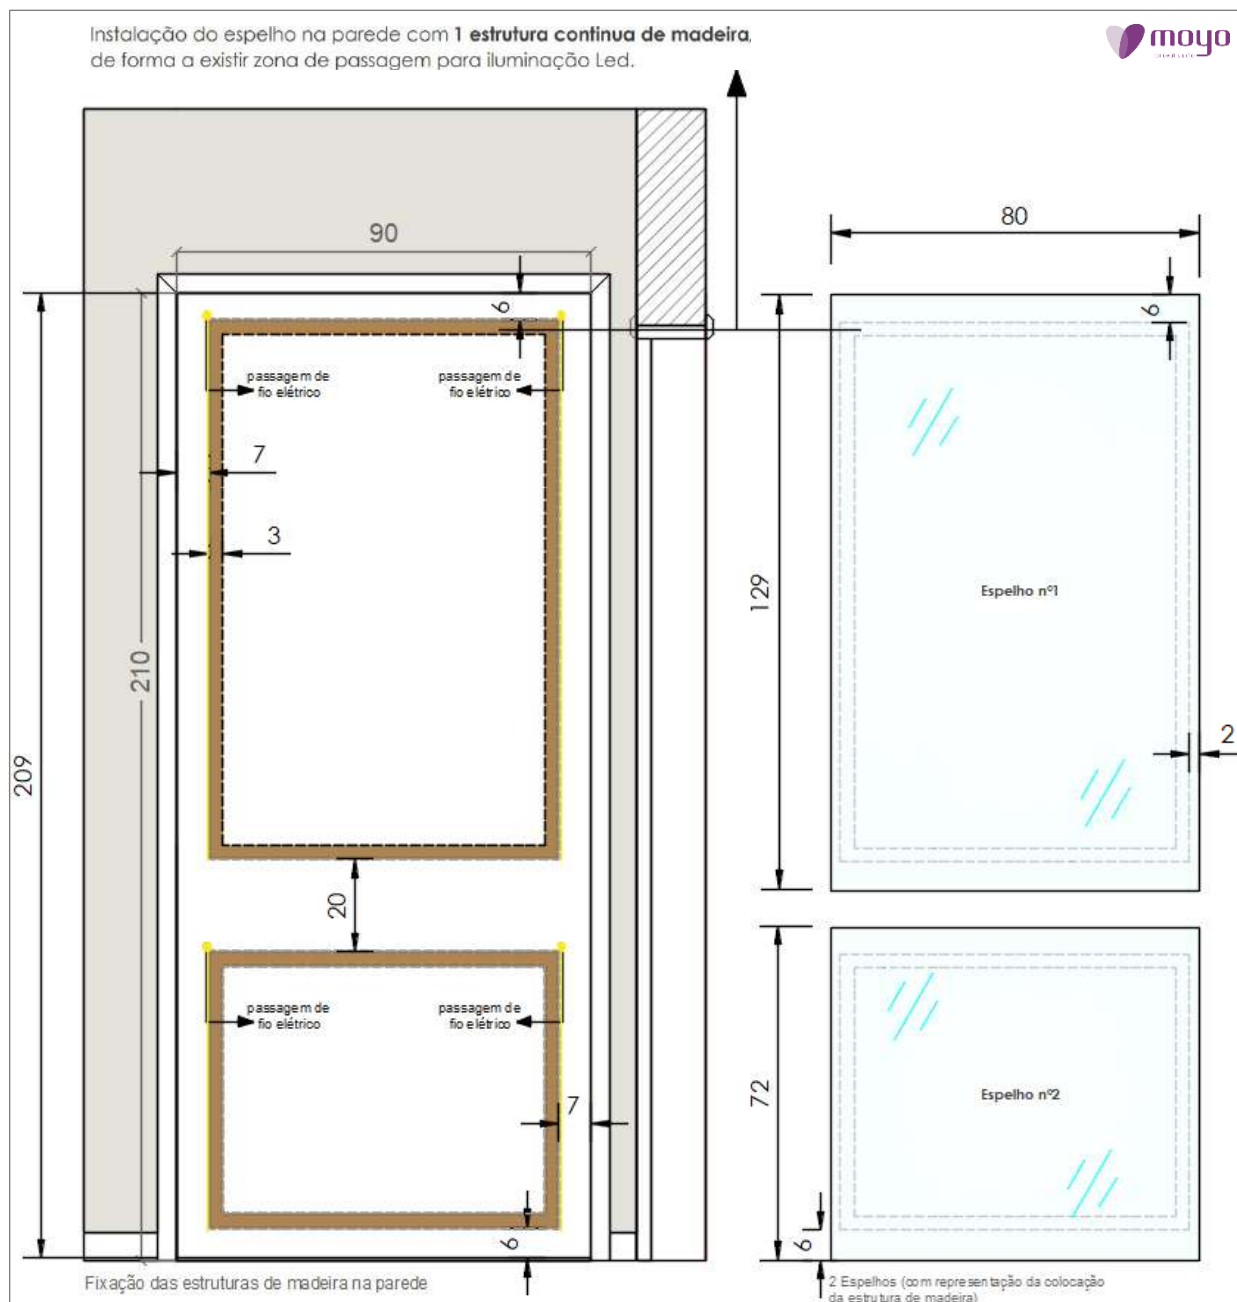 Instalação do espelho na parede com 1 estrutura continua de madeira,
de forma a existir zona de passagem para iluminação Led.
moyo
90
80
6
6
passagem de
fio elétrico
passagem de
fio elétrico
7
3
129
Espelho nº1
210
209
2
20
passagem de
fio elétrico
passagem de
fio elétrico
72
Espelho nº2
7
6
6
Fixação das estruturas de madeira na parede
2 Espelhos (com representação da colocação
da estrutura de madeira)